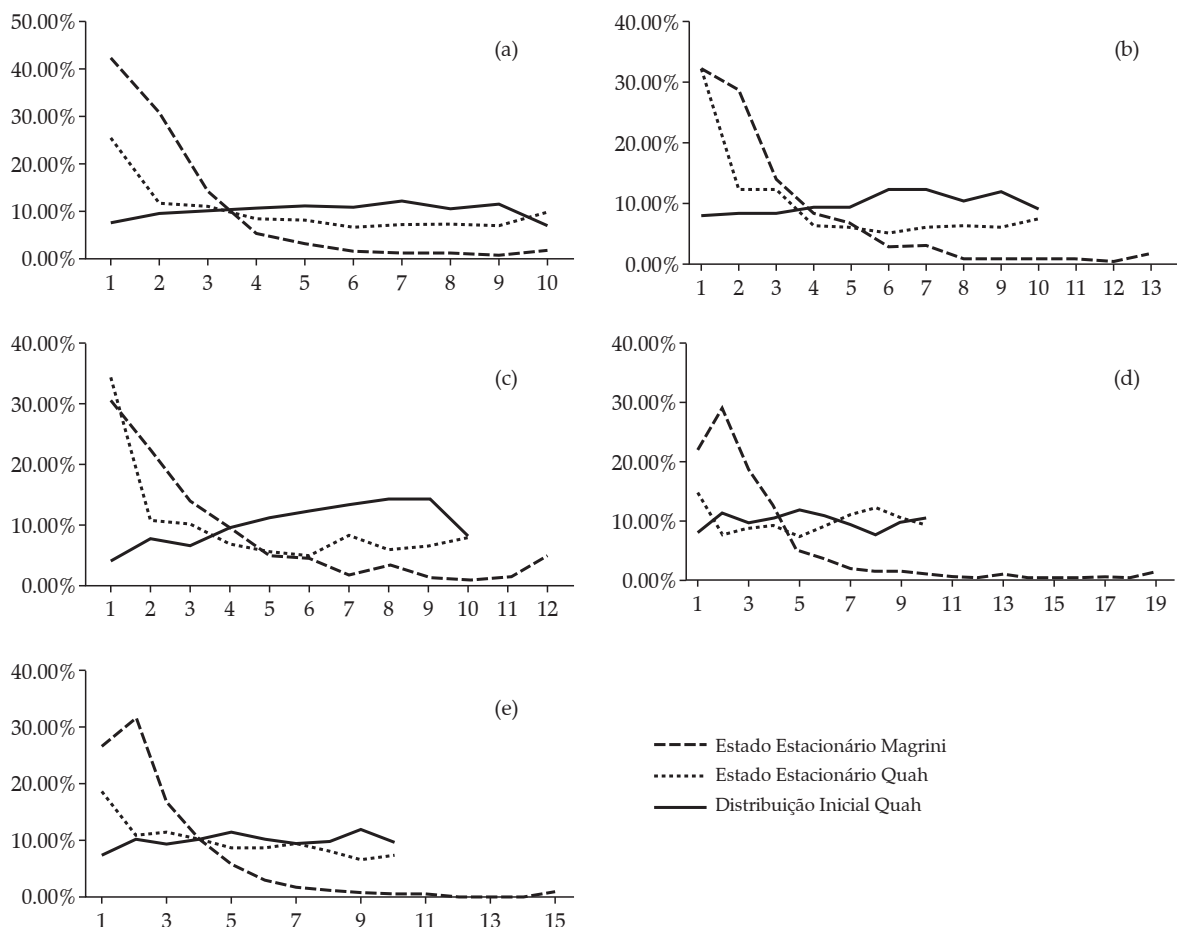 50.00%
(a)
40.00%
30.00%
20.00%
10.00%
0.00%
1 2 3 4 5 6 7 8 9 10
40.00%
(b)
30.00%
20.00%
10.00%
0.00%
1 2 3 4 5 6 7 8 9 10 11 12 13
40.00%
(c)
30.00%
20.00%
10.00%
0.00%
1 2 3 4 5 6 7 8 9 10 11 12
40.00%
(d)
30.00%
20.00%
10.00%
0.00%
1 3 5 7 9 11 13 15 17 19
40.00%
(e)
30.00%
20.00%
10.00%
0.00%
1 3 5 7 9 11 13 15
Estado Estacionário Magrini
Estado Estacionário Quah
Distribuição Inicial Quah